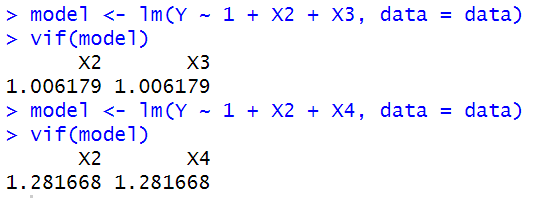 > model <- lm(Y ~ 1 + X2 + X3, data = data)
> vif(model)
X2 X3
1.006179 1.006179
> model <- lm(Y ~ 1 + X2 + X4, data = data)
> vif(model)
X2 X4
1.281668 1.281668